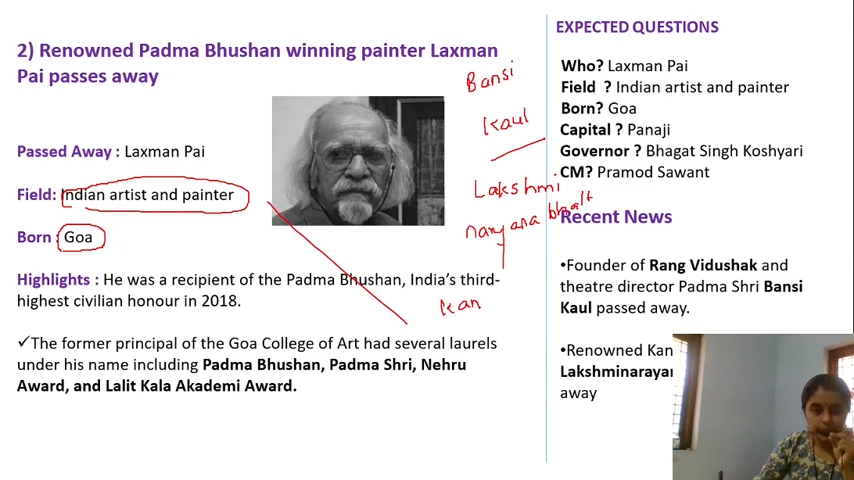 2) Renowned Padma Bhushan winning painter Laxman
Pai passes away
Passed Away : Laxman Pai
Field: Indian artist and painter
Born : Goa
Highlights : He was a recipient of the Padma Bhushan, India's third-
highest civilian honour in 2018.
✓The former principal of the Goa College of Art had several laurels
under his name including Padma Bhushan, Padma Shri, Nehru
Award, and Lalit Kala Akademi Award.
Bansi
Kaul
Lakshmi
narayana bhatt
Kan
EXPECTED QUESTIONS
Who? Laxman Pai
Field ? Indian artist and painter
Born? Goa
Capital ? Panaji
Governor ? Bhagat Singh Koshyari
CM? Pramod Sawant
Recent News
•Founder of Rang Vidushak and
theatre director Padma Shri Bansi
Kaul passed away.
•Renowned Kan
Lakshminarayan
away